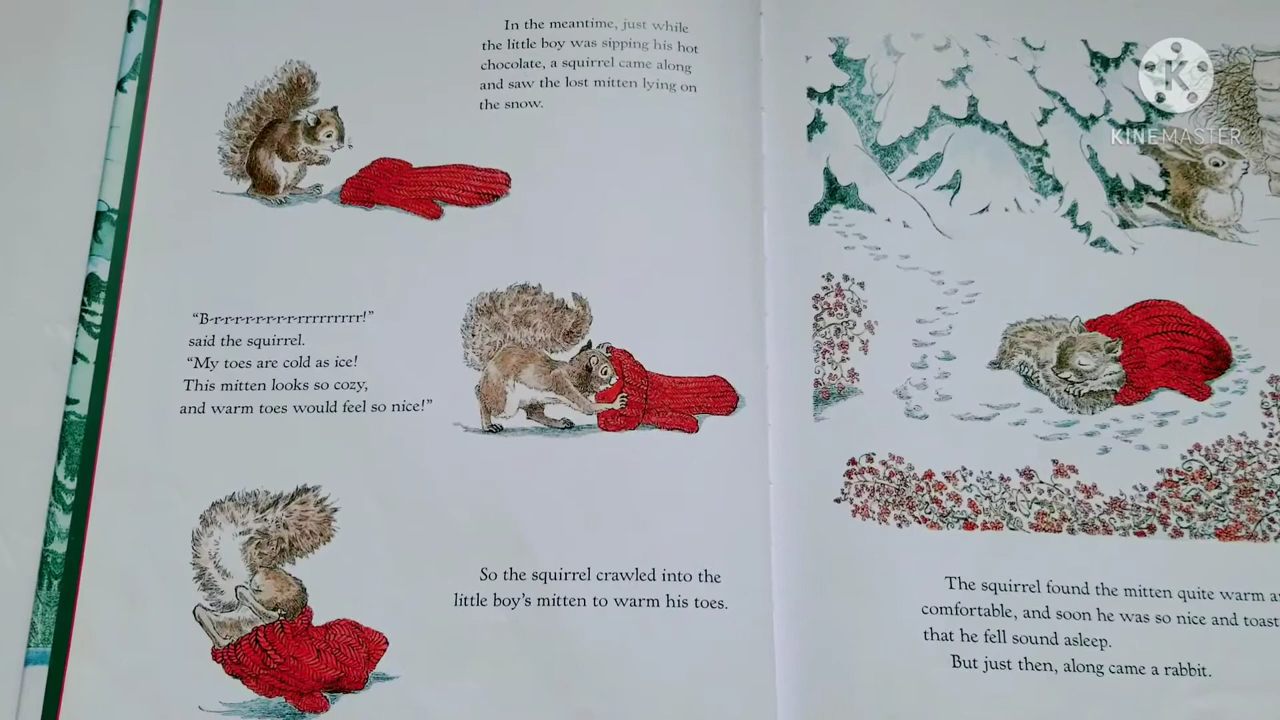 In the meantime, just while
the little boy was sipping his hot
chocolate, a squirrel came along
and saw the lost mitten lying on
the snow.
“B-r-r-r-r-r-r-rrrrrrrrr!”
said the squirrel.
“My toes are cold as ice!
This mitten looks so cozy,
and warm toes would feel so nice!”
So the squirrel crawled into the
little boy’s mitten to warm his toes.
K
KINEMASTER
The squirrel found the mitten quite warm
comfortable, and soon he was so nice and
that he fell sound asleep.
But just then, along came a rabbit.